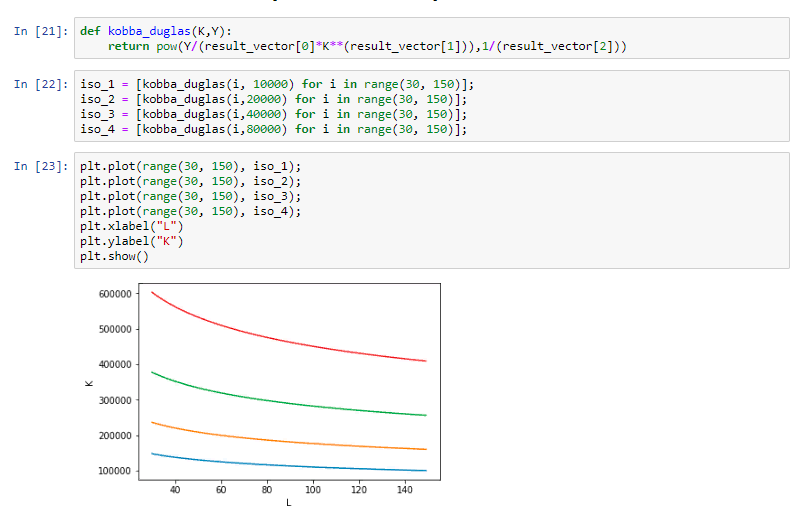 In [21]: def kobba_duglas(K,Y):
    return pow(Y/(result_vector[0]*K**(result_vector[1])),1/(result_vector[2]))
In [22]: iso_1 = [kobba_duglas(i, 10000) for i in range(30, 150)];
iso_2 = [kobba_duglas(i,20000) for i in range(30, 150)];
iso_3 = [kobba_duglas(i,40000) for i in range(30, 150)];
iso_4 = [kobba_duglas(i,80000) for i in range(30, 150)];
In [23]: plt.plot(range(30, 150), iso_1);
plt.plot(range(30, 150), iso_2);
plt.plot(range(30, 150), iso_3);
plt.plot(range(30, 150), iso_4);
plt.xlabel("L")
plt.ylabel("K")
plt.show()
600000
500000
400000
300000
200000
100000
K
40 60 80 100 120 140
L